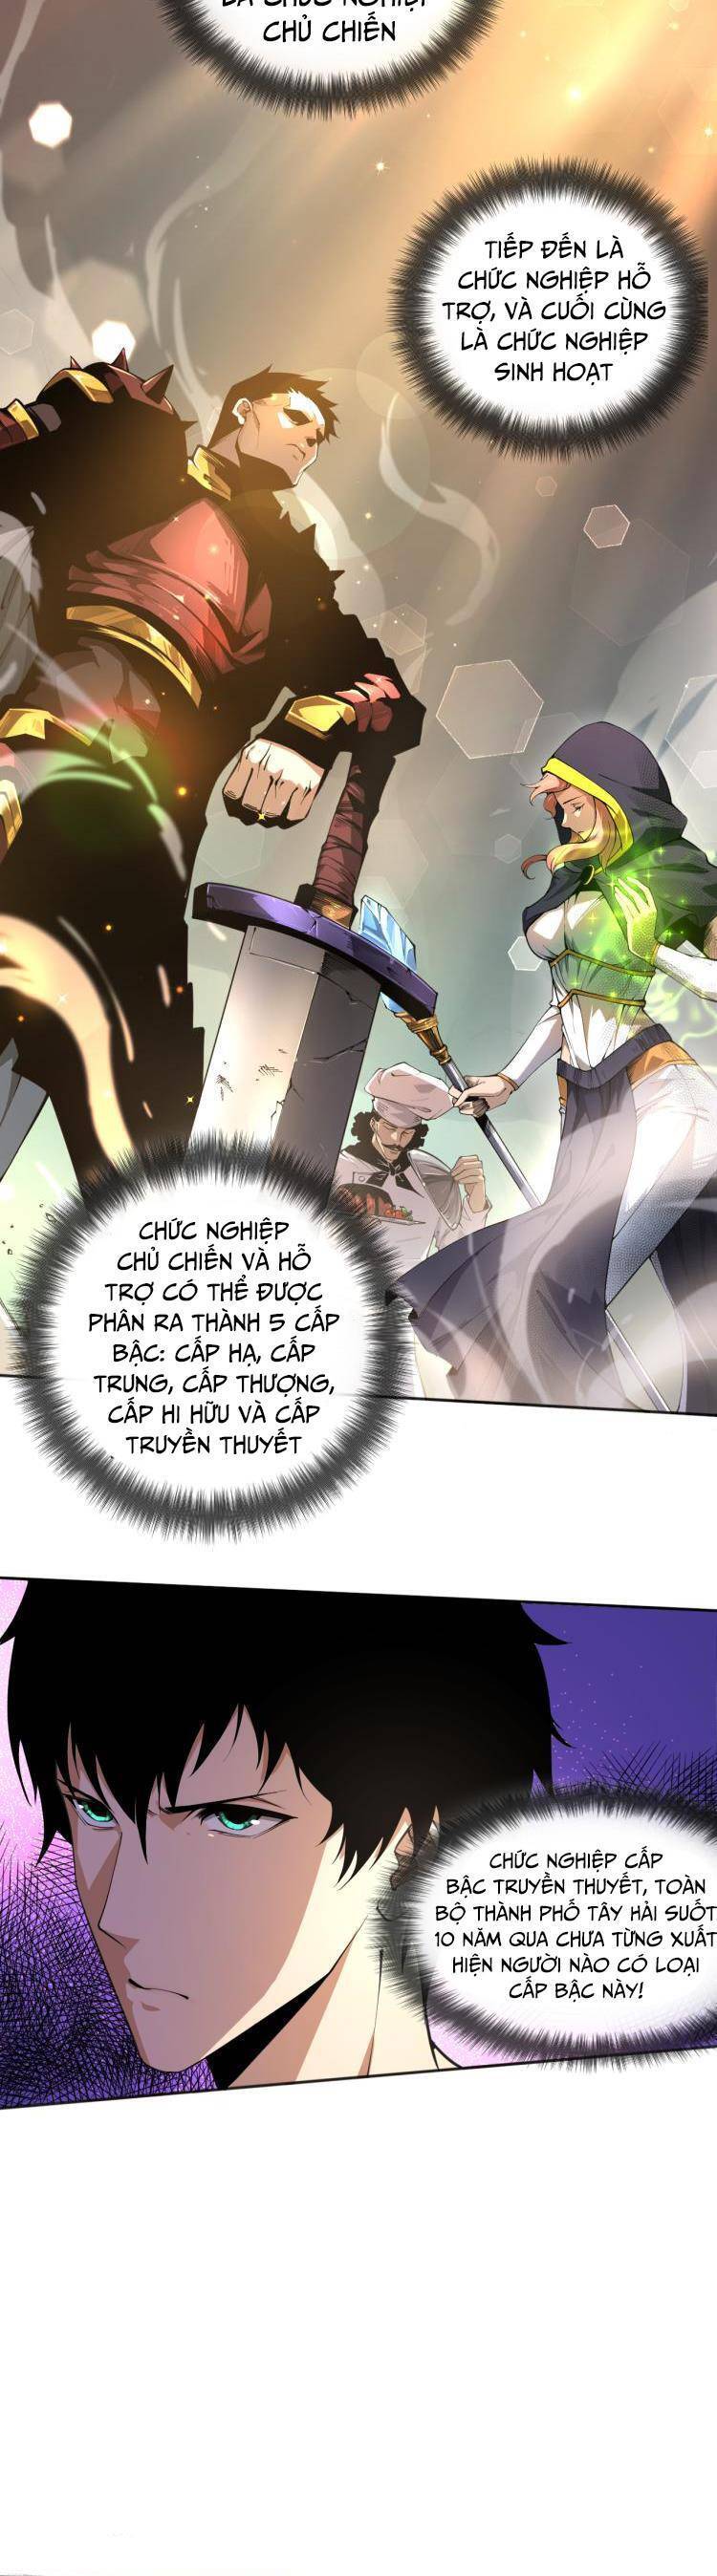 LÀ CHỨC NGHIỆP
CHỦ CHIẾN
TIẾP ĐẾN LÀ
CHỨC NGHIỆP HỖ
TRỢ, VÀ CUỐI CÙNG
LÀ CHỨC NGHIỆP
SINH HOẠT
CHỨC NGHIỆP
CHỦ CHIẾN VÀ HỖ
TRỢ CÓ THỂ ĐƯỢC
PHÂN RA THÀNH 5 CẤP
BẬC: CẤP HẠ, CẤP
TRUNG, CẤP THƯỢNG,
CẤP HI HỮU VÀ CẤP
TRUYỀN THUYẾT
CHỨC NGHIỆP CẤP
BẬC TRUYỀN THUYẾT, TOÀN
BỘ THÀNH PHỐ TÂY HẢI SUỐT
10 NĂM QUA CHƯA TỪNG XUẤT
HIỆN NGƯỜI NÀO CÓ LOẠI
CẤP BẬC NÀY!